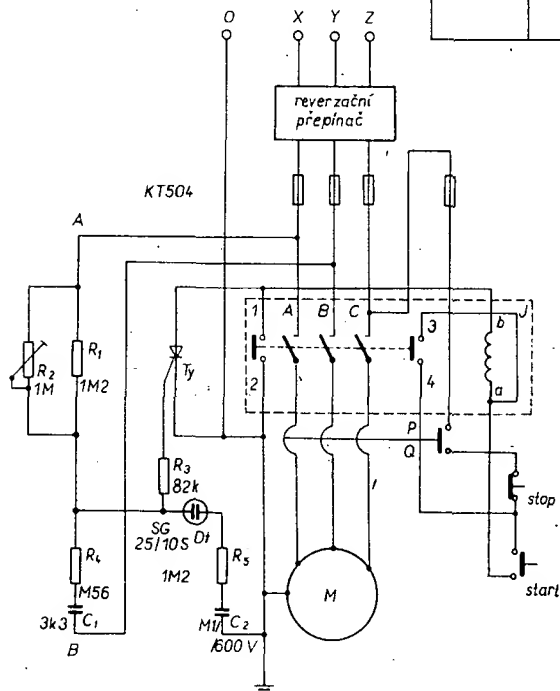 O
X
Y
Z
reverzační
přepínač
KT504
A
1
A
B
C
3
J
b
2
4
a
R2
1M
R1
1M2
Ty
P
Q
R3
82k
stop
SG
25/10S
Dt
R4
M56
1M2
R5
M
start
3k3
C1
M1/
/600 V
C2
B